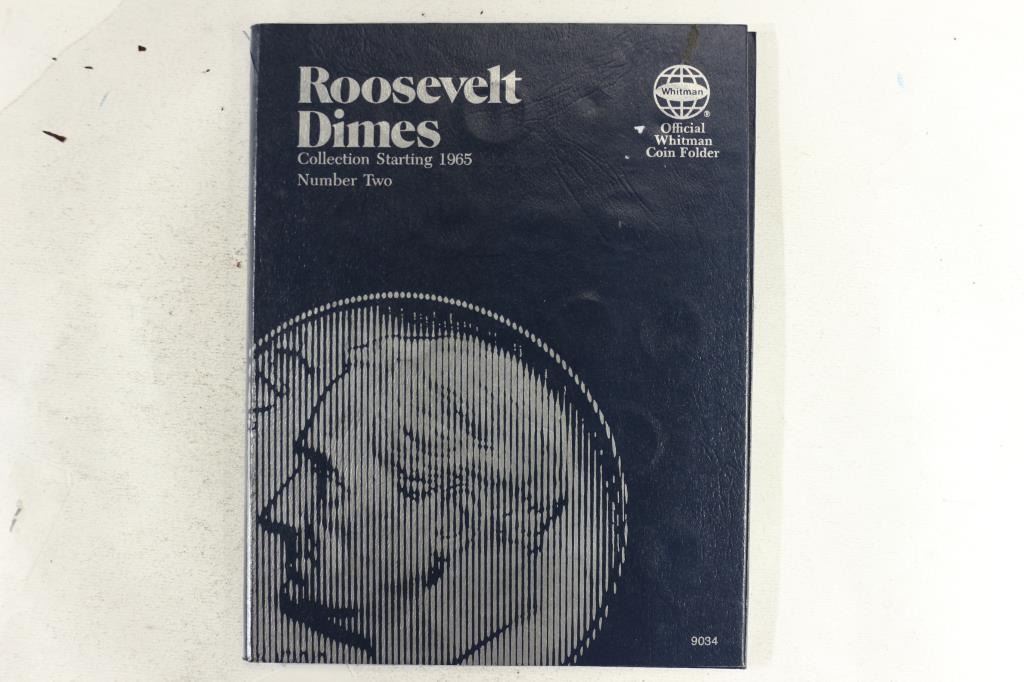 Roosevelt
Dimes
Collection Starting 1965
Number Two
Whitman
®
Official
Whitman
Coin Folder
9034